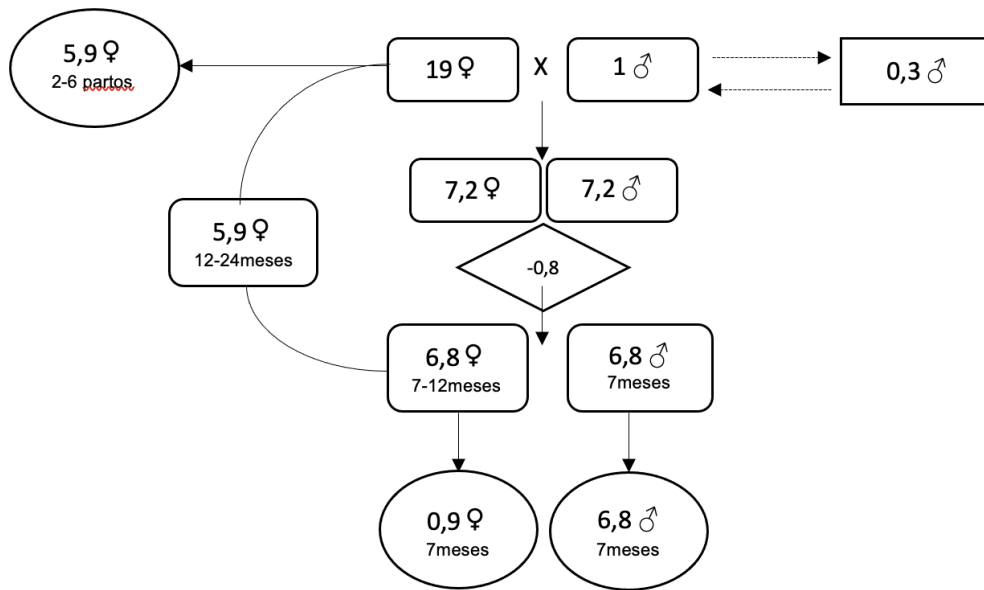 5,9 ♀
2-6 partos
19 ♀
X
1 ♂
0,3 ♂
7,2 ♀
7,2 ♂
5,9 ♀
12-24meses
-0,8
6,8 ♀
7-12meses
6,8 ♂
7meses
0,9 ♀
7meses
6,8 ♂
7meses